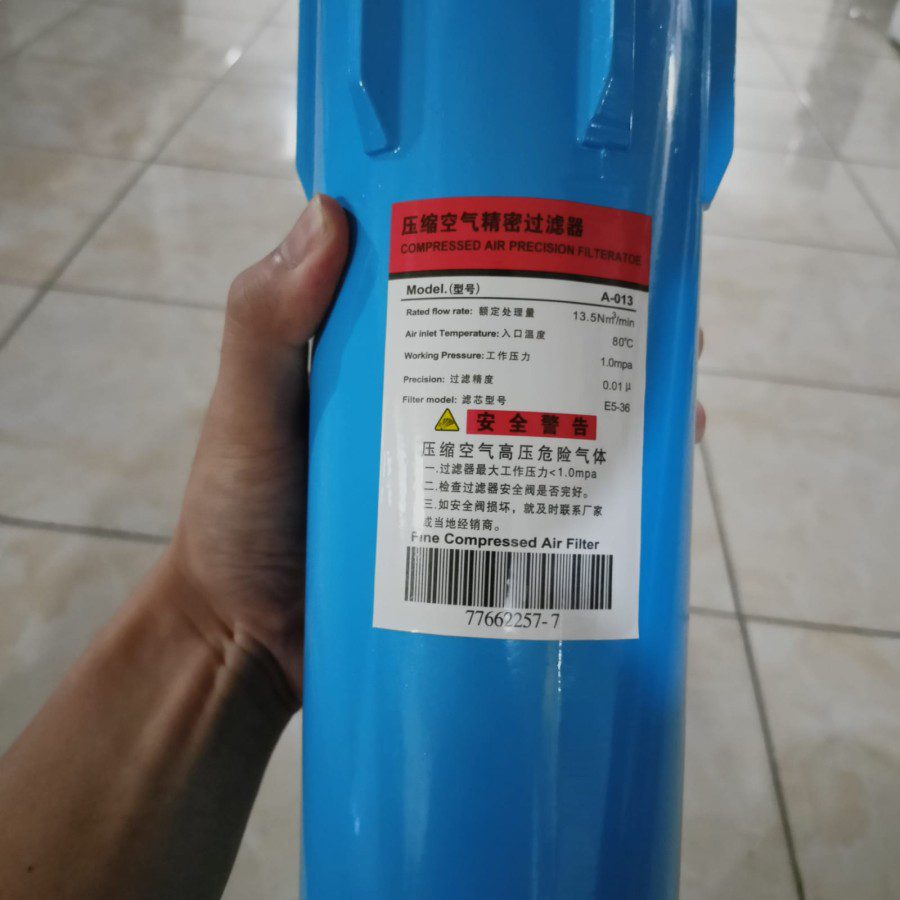 压缩空气精密过滤器
COMPRESSED AIR PRECISION FILTERATOE
Model.(型号) A-013
Rated flow rate: 额定处理量 13.5Nm³/min
Air inlet Temperature: 入口温度 80℃
Working Pressure: 工作压力 1.0mpa
Precision: 过滤精度 0.01μ
Filter model: 滤芯型号 E5-36
安全警告
压缩空气高压危险气体
一.过滤器最大工作压力<1.0mpa
二.检查过滤器安全阀是否完好。
三.如安全阀损坏，就及时联系厂家
或当地经销商。
Fine Compressed Air Filter
77662257-7